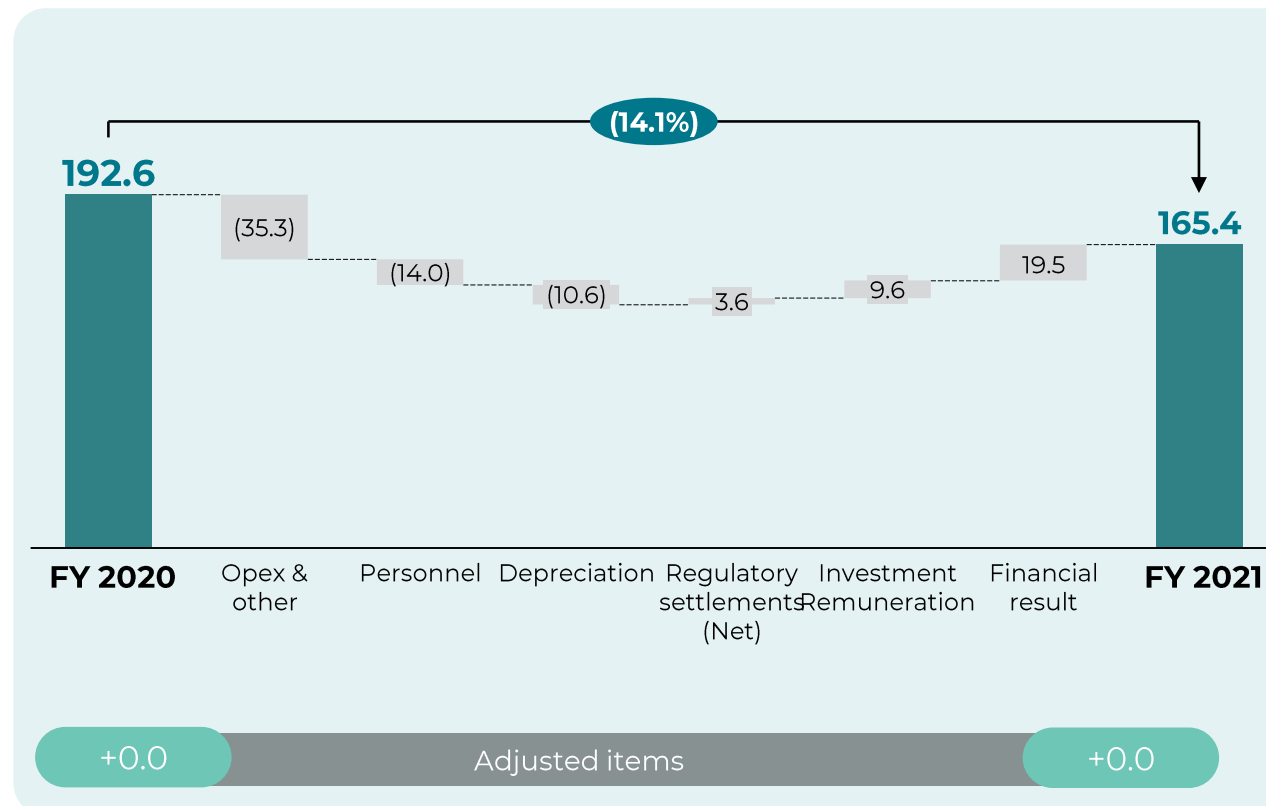 (14.1%)
192.6
165.4
(35.3)
(14.0)
(10.6)
3.6
9.6
19.5
FY 2020
Opex &
other
Personnel
Depreciation
Regulatory
settlements
(Net)
Investment
Remuneration
Financial
result
FY 2021
+0.0
Adjusted items
+0.0